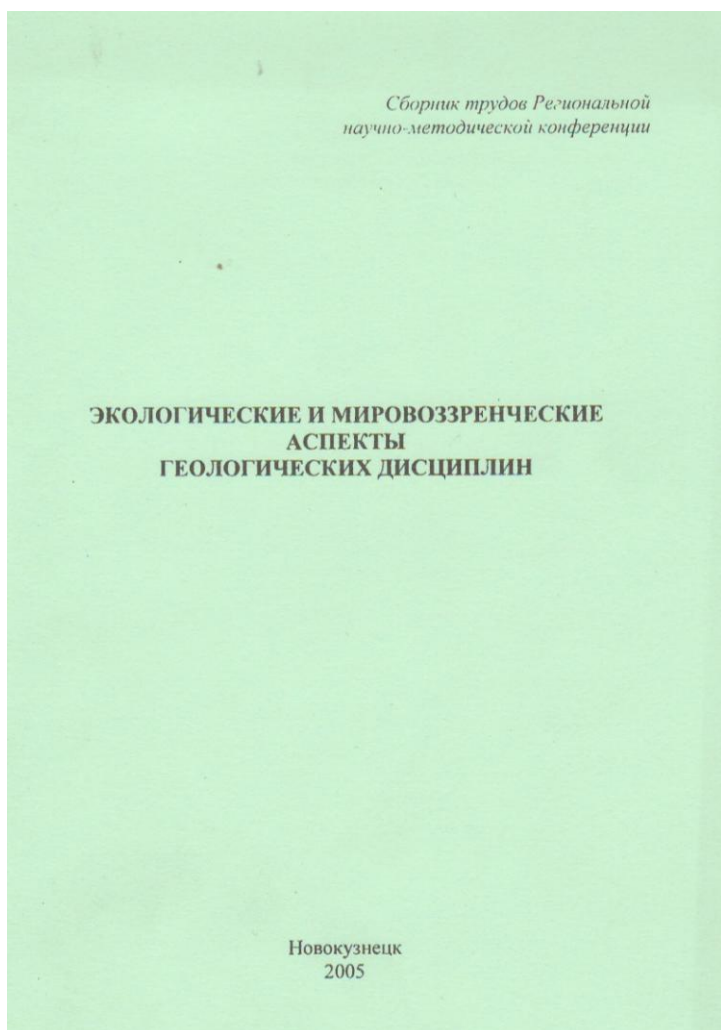 Сборник трудов Региональной
научно-методической конференции
ЭКОЛОГИЧЕСКИЕ И МИРОВОЗЗРЕНЧЕСКИЕ
АСПЕКТЫ
ГЕОЛОГИЧЕСКИХ ДИСЦИПЛИН
Новокузнецк
2005